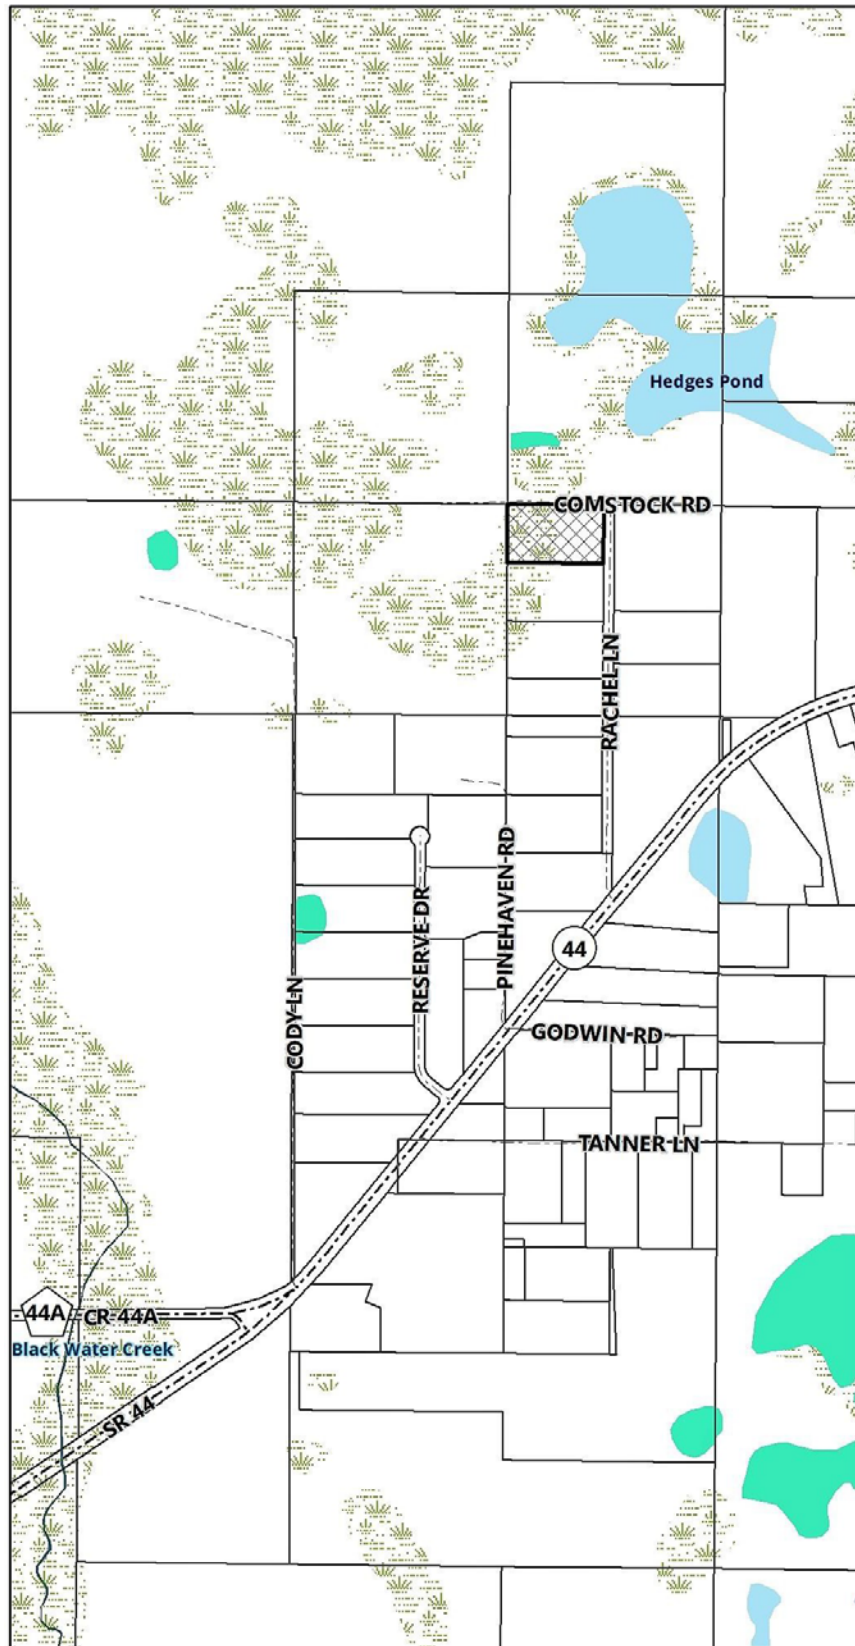 Hedges Pond
COMSTOCK RD
RACHEL LN
PINEHAVEN RD
RESERVE DR
44
CODY LN
GODWIN RD
TANNER LN
44A
CR 44A
Black Water Creek
SR 44